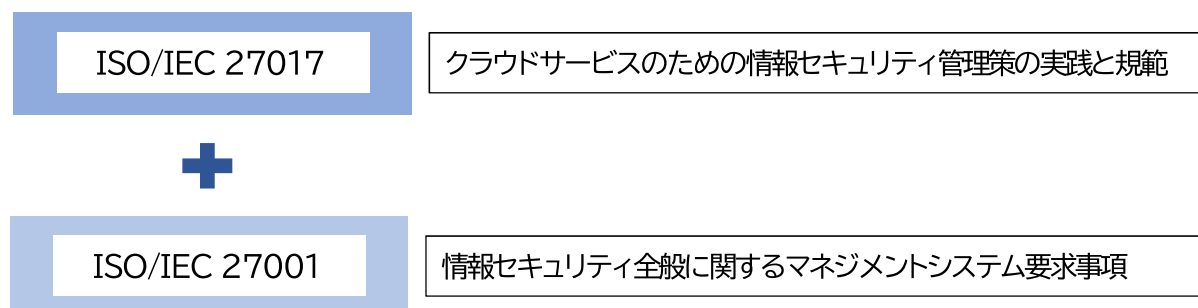 ISO/IEC 27017
クラウドサービスのための情報セキュリティ管理策の実践と規範
ISO/IEC 27001
情報セキュリティ全般に関するマネジメントシステム要求事項